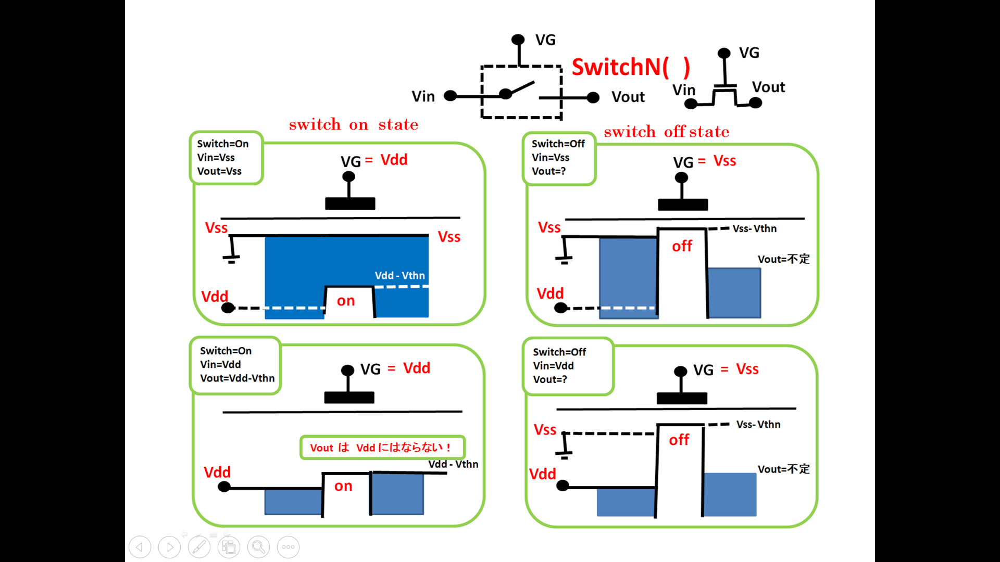 VG
SwitchN( )
VG
Vin
Vout
Vin
Vout
switch on state
switch off state
Switch=On
Vin=Vss
Vout=Vss
VG = Vdd
Vss
Vss
Vdd - Vthn
Vdd
on
Switch=Off
Vin=Vss
Vout=?
VG = Vss
Vss
Vss- Vthn
off
Vout=不定
Vdd
Switch=On
Vin=Vdd
Vout=Vdd-Vthn
VG = Vdd
Vout は Vdd にはならない！
Vdd - Vthn
Vdd
on
Switch=Off
Vin=Vdd
Vout=?
VG = Vss
Vss- Vthn
Vss
off
Vout=不定
Vdd